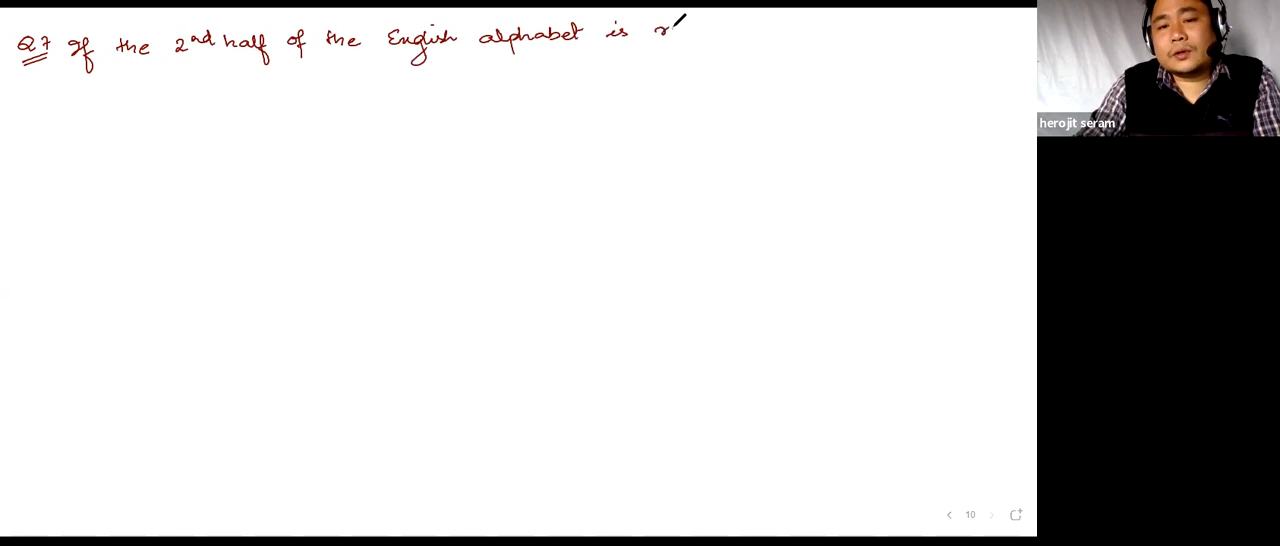 Q7 If the 2nd half of the English alphabet is
herojit seram
10